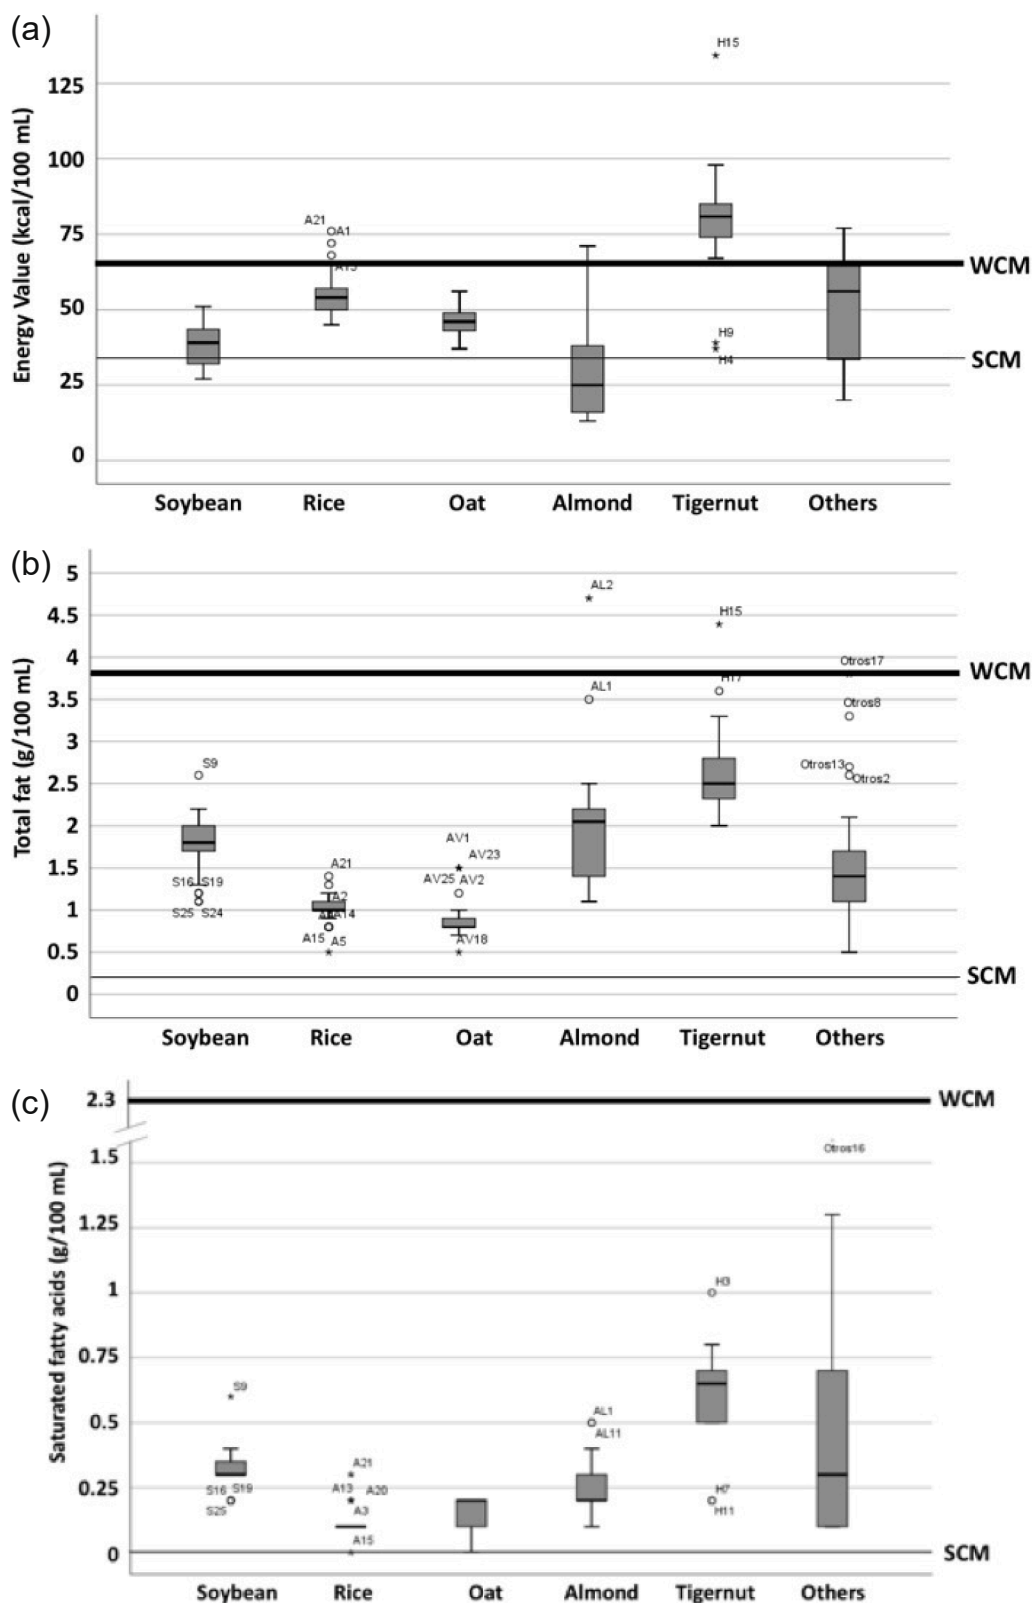 (a)
Energy Value (kcal/100 mL)
H15
125
100
A21 A1
75
A15
WCM
50
H9
H4
SCM
25
0
Soybean Rice Oat Almond Tigernut Others
(b)
Total fat (g/100 mL)
5
AL2
4.5
H15
4
Otros17
WCM
AL1 H17
3.5
Otros8
3
S9
Otros13
Otros2
2.5
2
AV1
AV23
1.5
A21
S16 S19
AV25 AV2
A2
S25 S24
A14
1
A15 A5
AV18
0.5
SCM
0
Soybean Rice Oat Almond Tigernut Others
(c)
Saturated fatty acids (g/100 mL)
2.3
WCM
1.5
Otros16
1.25
1
H3
0.75
S9
AL1
0.5
AL11
A21
S16 S19
A13 A20
H7
0.25
S25
A3
H11
A15
0
SCM
Soybean Rice Oat Almond Tigernut Others